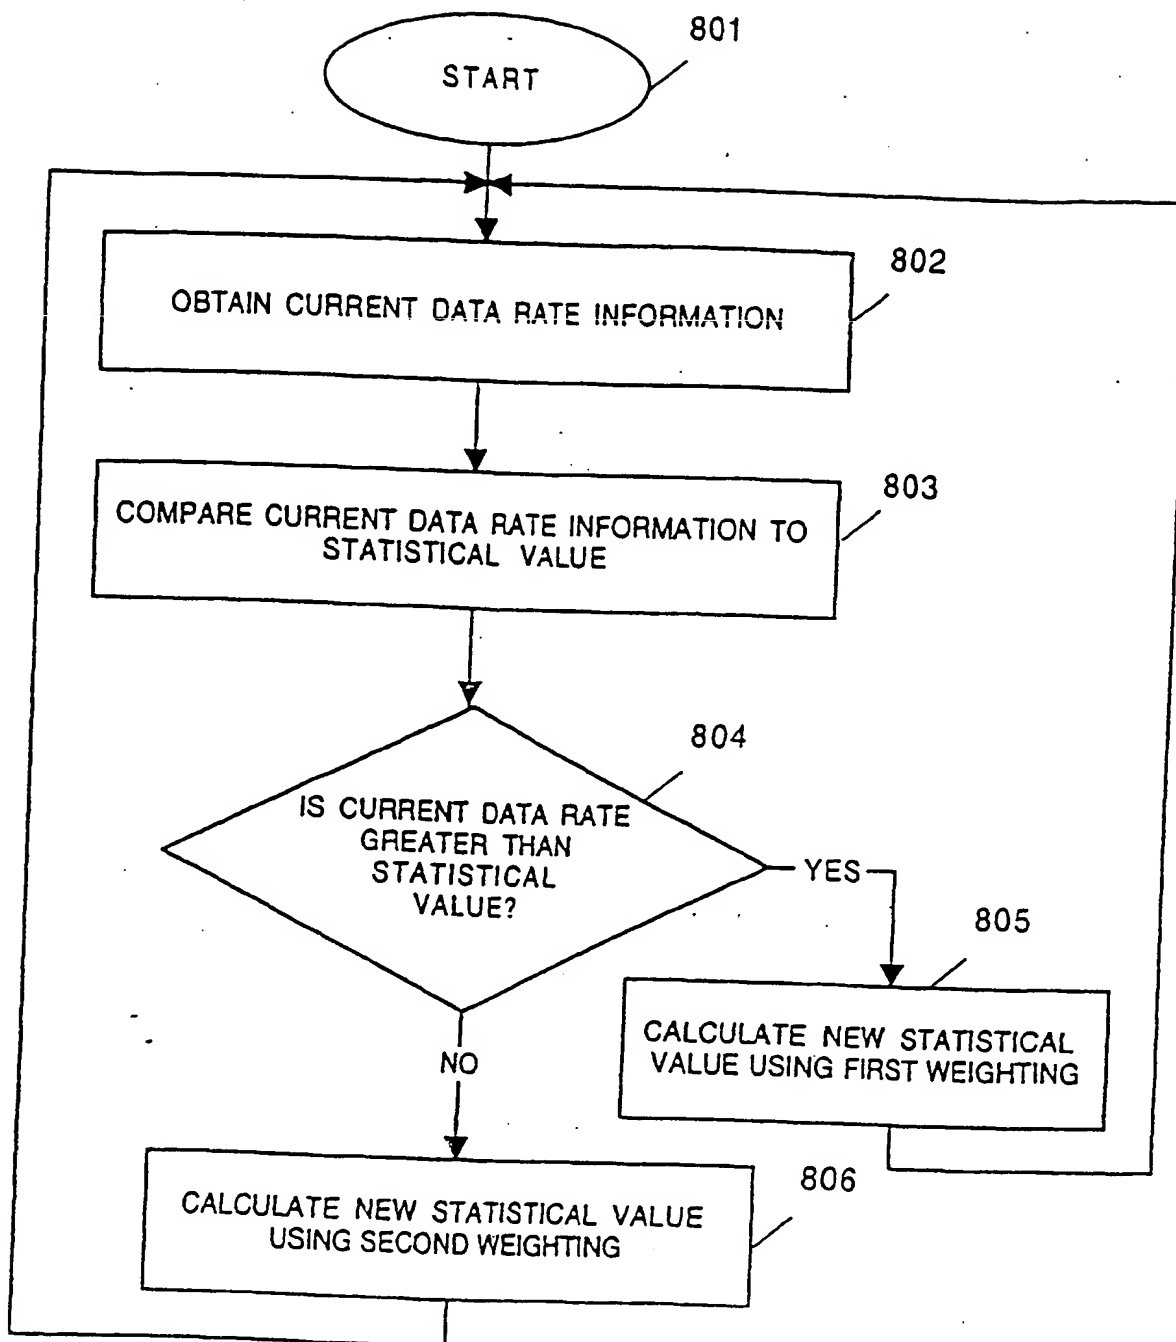 801
START
802
OBTAIN CURRENT DATA RATE INFORMATION
803
COMPARE CURRENT DATA RATE INFORMATION TO
STATISTICAL VALUE
804
IS CURRENT DATA RATE
GREATER THAN
STATISTICAL
VALUE?
YES
805
CALCULATE NEW STATISTICAL
VALUE USING FIRST WEIGHTING
NO
806
CALCULATE NEW STATISTICAL VALUE
USING SECOND WEIGHTING